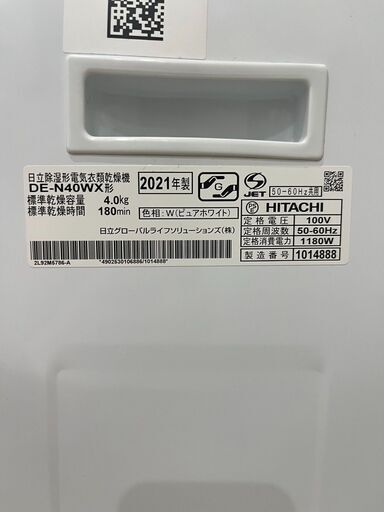 日立除湿形電気衣類乾燥機
DE-N40WX形
標準乾燥容量 4.0kg
標準乾燥時間 180min
2021年製
G
S
JET
50-60Hz共用
色相:W(ピュアホワイト)
日立グローバルライフソリューションズ(株)
PS
E
HITACHI
定格電圧 100V
定格周波数 50-60Hz
定格消費電力 1180W
製造番号 1014888
2L92M5786-A
*4902530106886/1014888*